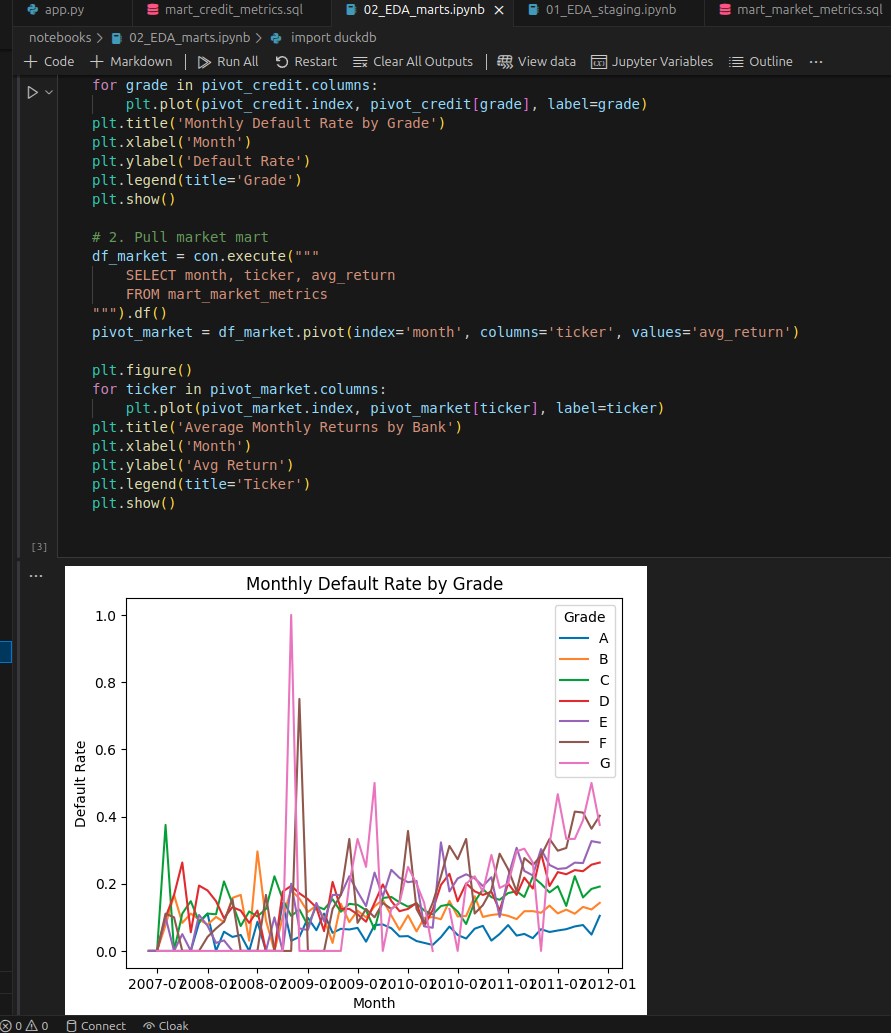 app.py mart_credit_metrics.sql 02_EDA_marts.ipynb 01_EDA_staging.ipynb mart_market_metrics.sql
notebooks > 02_EDA_marts.ipynb > import duckdb
+ Code + Markdown Run All Restart Clear All Outputs View data Jupyter Variables Outline ...
for grade in pivot_credit.columns:
    plt.plot(pivot_credit.index, pivot_credit[grade], label=grade)
plt.title('Monthly Default Rate by Grade')
plt.xlabel('Month')
plt.ylabel('Default Rate')
plt.legend(title='Grade')
plt.show()
# 2. Pull market mart
df_market = con.execute("""
    SELECT month, ticker, avg_return
    FROM mart_market_metrics
""").df()
pivot_market = df_market.pivot(index='month', columns='ticker', values='avg_return')
plt.figure()
for ticker in pivot_market.columns:
    plt.plot(pivot_market.index, pivot_market[ticker], label=ticker)
plt.title('Average Monthly Returns by Bank')
plt.xlabel('Month')
plt.ylabel('Avg Return')
plt.legend(title='Ticker')
plt.show()
[3]
...
Monthly Default Rate by Grade
1.0
0.8
0.6
0.4
0.2
0.0
Default Rate
Grade
A
B
C
D
E
F
G
2007-07 2008-01 2008-07 2009-01 2009-07 2010-01 2010-07 2011-01 2011-07 2012-01
Month
0 0 Connect Cloak